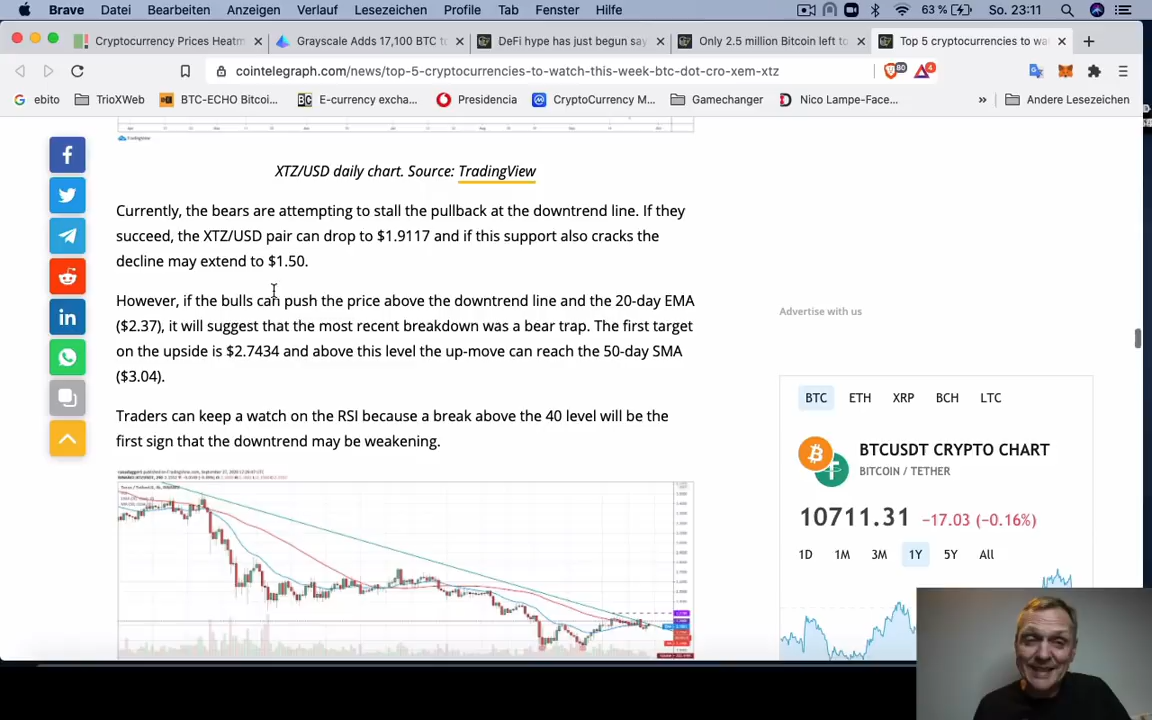 Brave Datei Bearbeiten Anzeigen Verlauf Lesezeichen Profile Tab Fenster Hilfe 63 % So. 23:11
Cryptocurrency Prices Heatm
Grayscale Adds 17,100 BTC to
DeFi hype has just begun say
Only 2.5 million Bitcoin left to
Top 5 cryptocurrencies to wa
cointelegraph.com/news/top-5-cryptocurrencies-to-watch-this-week-btc-dot-cro-xem-xtz
80
4
ebito TrioXWeb BTC-ECHO Bitcoi... E-currency excha... Presidencia CryptoCurrency M... Gamechanger Nico Lampe-Face... » Andere Lesezeichen
TradingView
XTZ/USD daily chart. Source: TradingView
Currently, the bears are attempting to stall the pullback at the downtrend line. If they
succeed, the XTZ/USD pair can drop to $1.9117 and if this support also cracks the
decline may extend to $1.50.
However, if the bulls can push the price above the downtrend line and the 20-day EMA
($2.37), it will suggest that the most recent breakdown was a bear trap. The first target
on the upside is $2.7434 and above this level the up-move can reach the 50-day SMA
($3.04).
Traders can keep a watch on the RSI because a break above the 40 level will be the
first sign that the downtrend may be weakening.
Advertise with us
BTC ETH XRP BCH LTC
BTCUSDT CRYPTO CHART
BITCOIN / TETHER
10711.31 −17.03 (−0.16%)
1D 1M 3M 1Y 5Y All